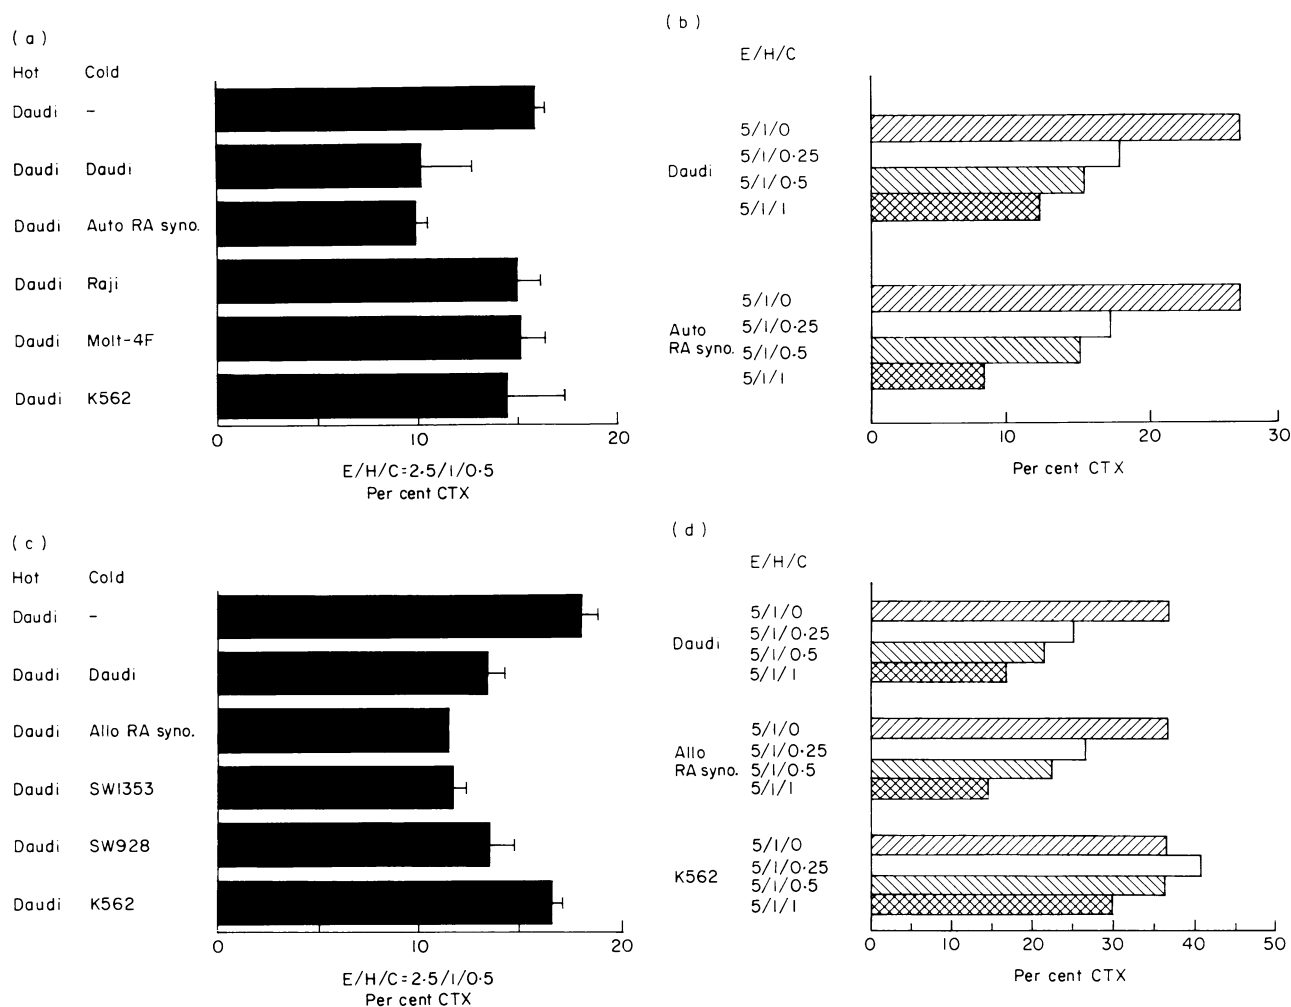 (a)
Hot Cold
Daudi –
Daudi Daudi
Daudi Auto RA syno.
Daudi Raji
Daudi Molt-4F
Daudi K562
0 10 20
E/H/C=2·5/1/0·5
Per cent CTX
(b)
E/H/C
Daudi
5/1/0
5/1/0·25
5/1/0·5
5/1/1
Auto
RA syno.
5/1/0
5/1/0·25
5/1/0·5
5/1/1
0 10 20 30
Per cent CTX
(c)
Hot Cold
Daudi –
Daudi Daudi
Daudi Allo RA syno.
Daudi SW1353
Daudi SW928
Daudi K562
0 10 20
E/H/C=2·5/1/0·5
Per cent CTX
(d)
E/H/C
Daudi
5/1/0
5/1/0·25
5/1/0·5
5/1/1
Allo
RA syno.
5/1/0
5/1/0·25
5/1/0·5
5/1/1
K562
5/1/0
5/1/0·25
5/1/0·5
5/1/1
0 10 20 30 40 50
Per cent CTX